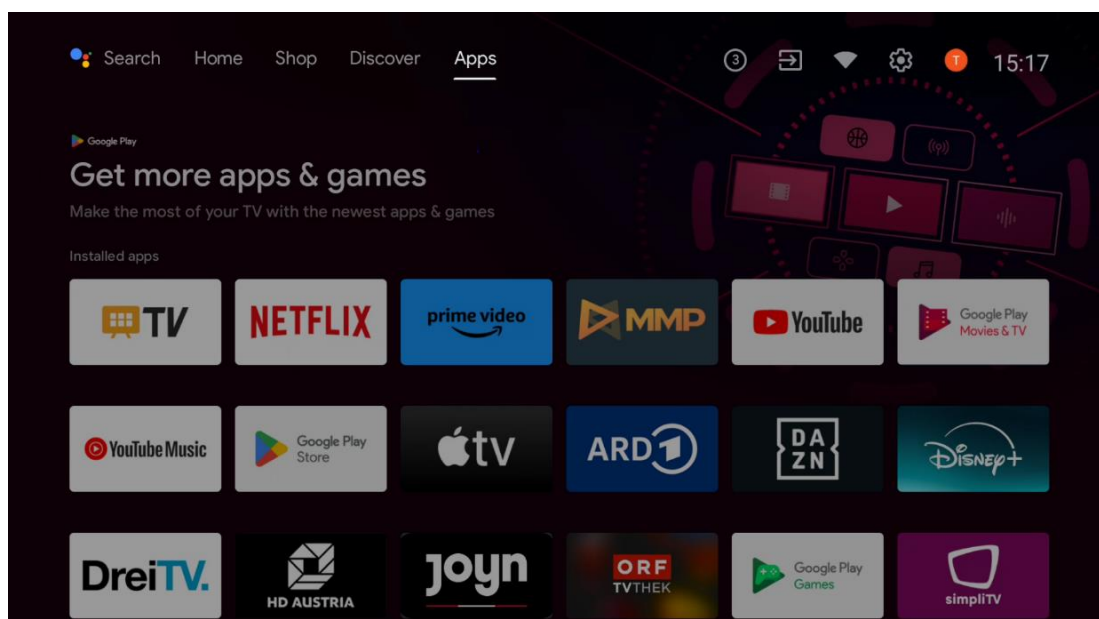 Search Home Shop Discover Apps 3 T 15:17
Google Play
Get more apps & games
Make the most of your TV with the newest apps & games
Installed apps
TV NETFLIX prime video MMP YouTube Google Play
Movies & TV
YouTube Music Google Play
Store tv ARD 1 DA
ZN Disney+
DreiTV. HD AUSTRIA joyn ORF
TVTHEK Google Play
Games simpliTV